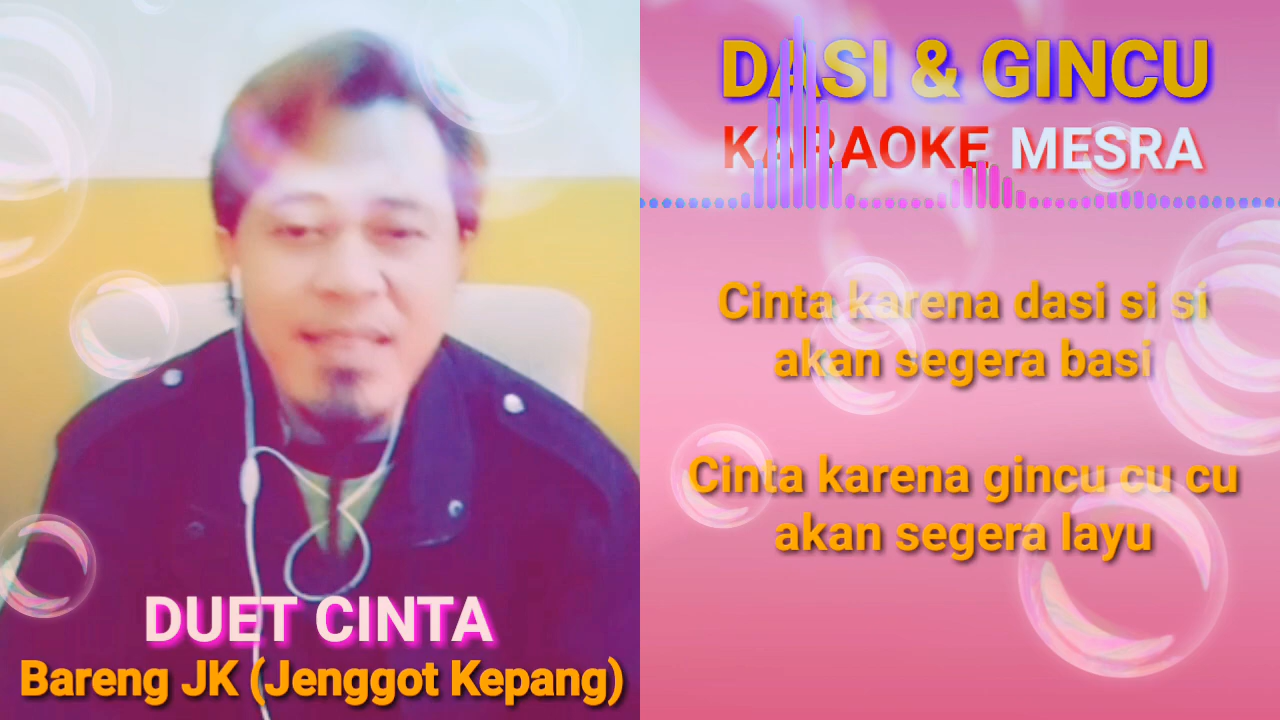 DUET CINTA
Bareng JK (Jenggot Kepang)
DASI & GINCU
KARAOKE MESRA
Cinta karena dasi si si
akan segera basi
Cinta karena gincu cu cu
akan segera layu